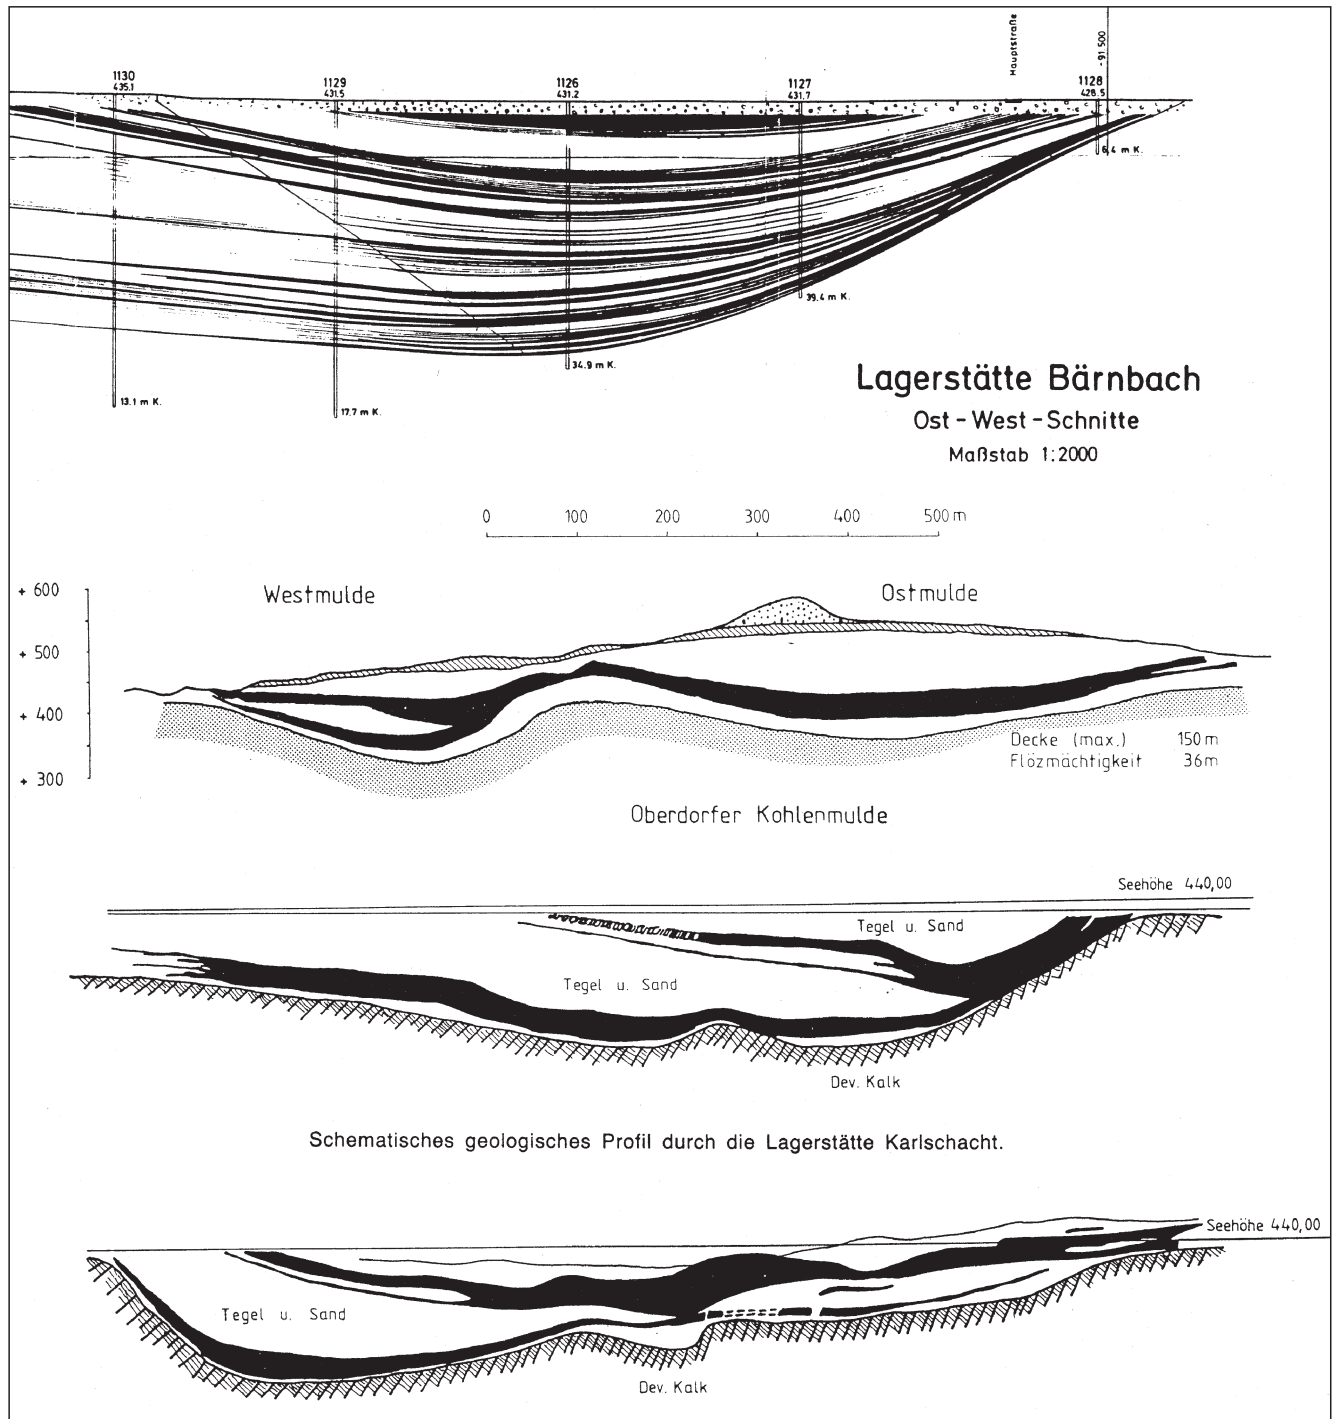 Hauptstraße
- 91 500
1130
435.1
1129
431.5
1126
431.2
1127
431.7
1128
428.5
6,4 m K.
39.4 m K.
34.9 m K.
13.1 m K.
17.7 m K.
Lagerstätte Bärnbach
Ost - West - Schnitte
Maßstab 1:2000
0 100 200 300 400 500 m
+ 600
+ 500
+ 400
+ 300
Westmulde
Ostmulde
Decke (max.) 150 m
Flözmächtigkeit 36 m
Oberdorfer Kohlenmulde
Seehöhe 440,00
Tegel u. Sand
Tegel u. Sand
Dev. Kalk
Schematisches geologisches Profil durch die Lagerstätte Karlschacht.
Seehöhe 440,00
Tegel u. Sand
Dev. Kalk